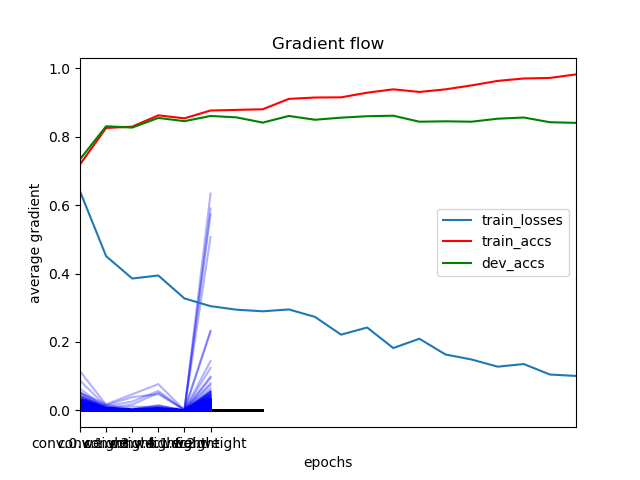 Gradient flow
average gradient
1.0
0.8
0.6
0.4
0.2
0.0
train_losses
train_accs
dev_accs
epochs